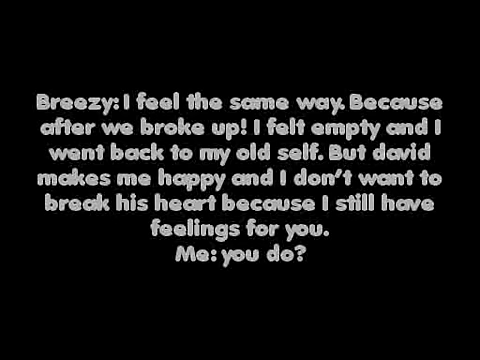 Breezy: I feel the same way. Because
after we broke up! I felt empty and I
went back to my old self. But david
makes me happy and I don't want to
break his heart because I still have
feelings for you.
Me: you do?